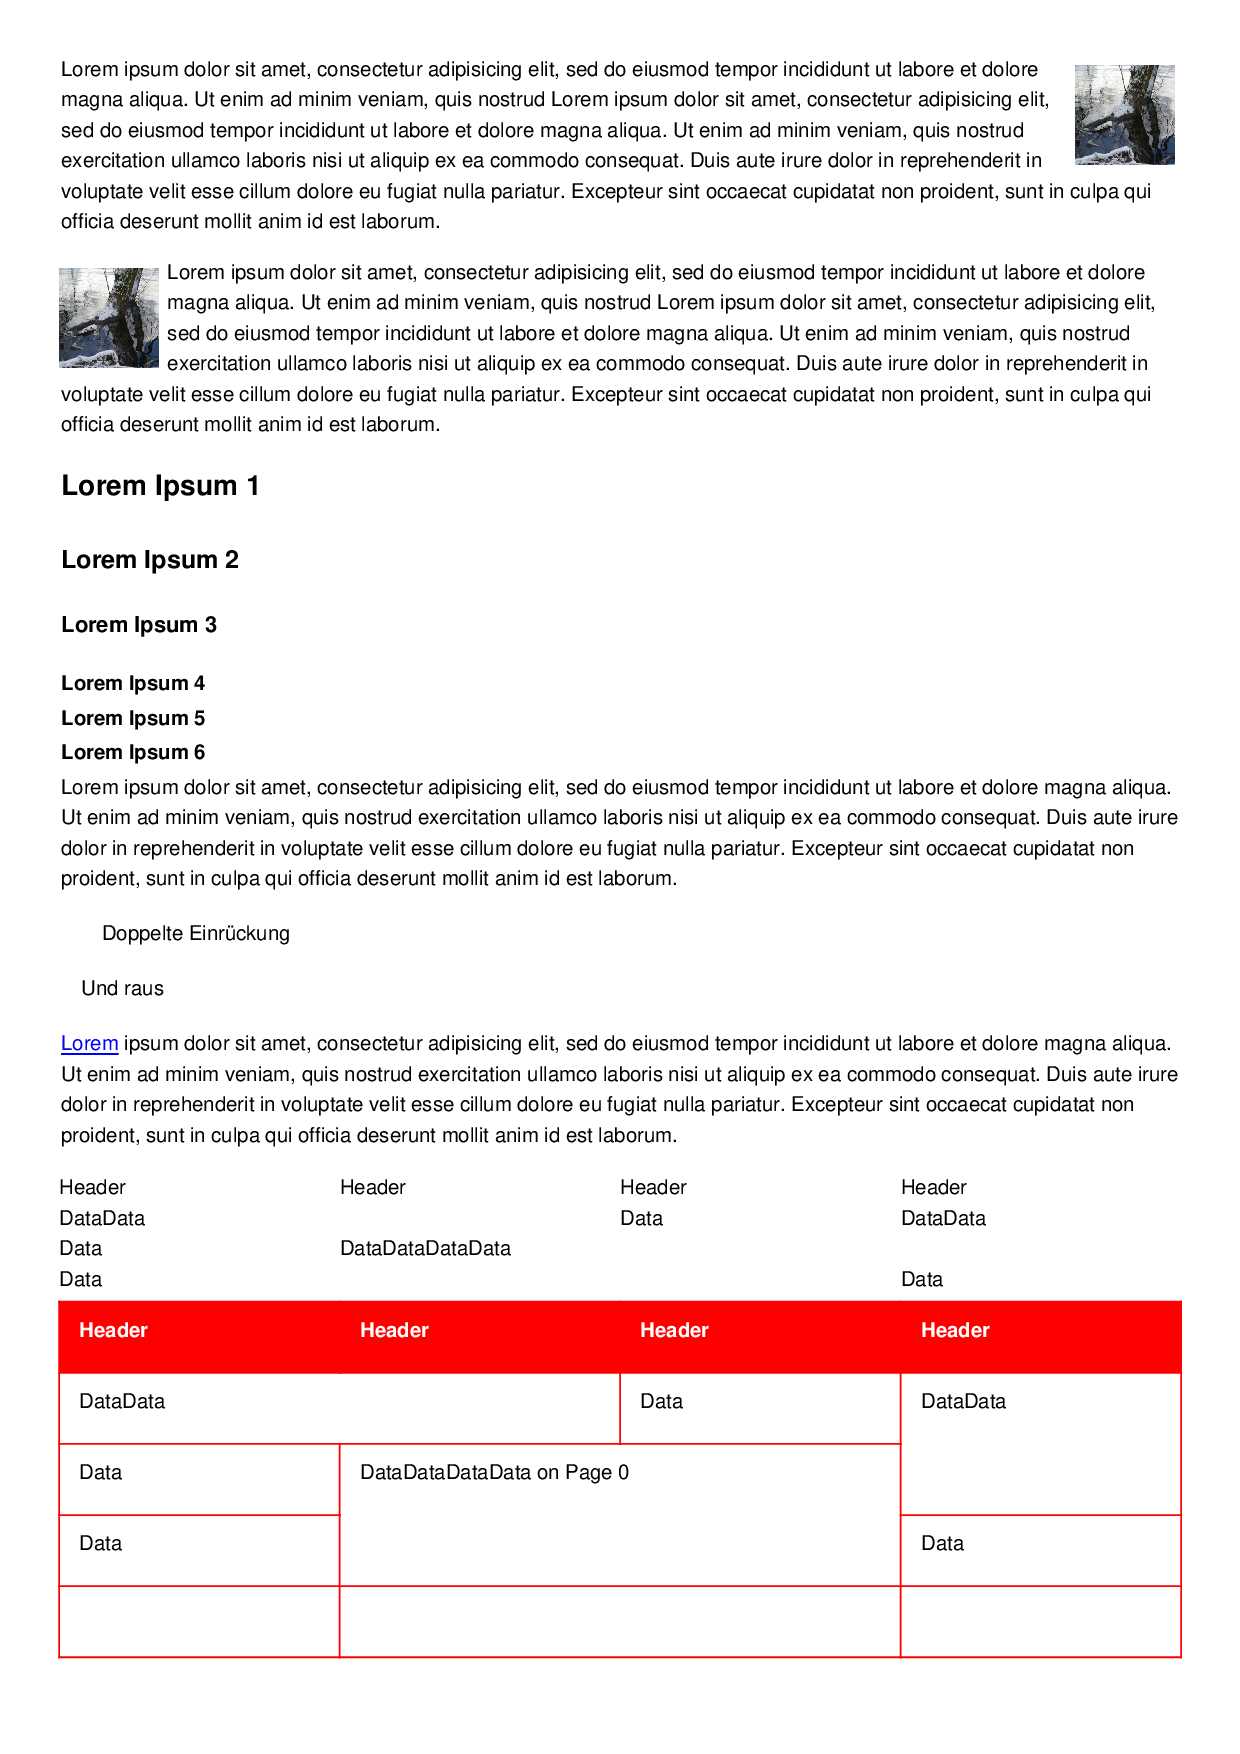 Lorem ipsum dolor sit amet, consectetur adipisicing elit, sed do eiusmod tempor incididunt ut labore et dolore
magna aliqua. Ut enim ad minim veniam, quis nostrud Lorem ipsum dolor sit amet, consectetur adipisicing elit,
sed do eiusmod tempor incididunt ut labore et dolore magna aliqua. Ut enim ad minim veniam, quis nostrud
exercitation ullamco laboris nisi ut aliquip ex ea commodo consequat. Duis aute irure dolor in reprehenderit in
voluptate velit esse cillum dolore eu fugiat nulla pariatur. Excepteur sint occaecat cupidatat non proident, sunt in culpa qui
officia deserunt mollit anim id est laborum.
Lorem ipsum dolor sit amet, consectetur adipisicing elit, sed do eiusmod tempor incididunt ut labore et dolore
magna aliqua. Ut enim ad minim veniam, quis nostrud Lorem ipsum dolor sit amet, consectetur adipisicing elit,
sed do eiusmod tempor incididunt ut labore et dolore magna aliqua. Ut enim ad minim veniam, quis nostrud
exercitation ullamco laboris nisi ut aliquip ex ea commodo consequat. Duis aute irure dolor in reprehenderit in
voluptate velit esse cillum dolore eu fugiat nulla pariatur. Excepteur sint occaecat cupidatat non proident, sunt in culpa qui
officia deserunt mollit anim id est laborum.
Lorem Ipsum 1
Lorem Ipsum 2
Lorem Ipsum 3
Lorem Ipsum 4
Lorem Ipsum 5
Lorem Ipsum 6
Lorem ipsum dolor sit amet, consectetur adipisicing elit, sed do eiusmod tempor incididunt ut labore et dolore magna aliqua.
Ut enim ad minim veniam, quis nostrud exercitation ullamco laboris nisi ut aliquip ex ea commodo consequat. Duis aute irure
dolor in reprehenderit in voluptate velit esse cillum dolore eu fugiat nulla pariatur. Excepteur sint occaecat cupidatat non
proident, sunt in culpa qui officia deserunt mollit anim id est laborum.
Doppelte Einrückung
Und raus
Lorem ipsum dolor sit amet, consectetur adipisicing elit, sed do eiusmod tempor incididunt ut labore et dolore magna aliqua.
Ut enim ad minim veniam, quis nostrud exercitation ullamco laboris nisi ut aliquip ex ea commodo consequat. Duis aute irure
dolor in reprehenderit in voluptate velit esse cillum dolore eu fugiat nulla pariatur. Excepteur sint occaecat cupidatat non
proident, sunt in culpa qui officia deserunt mollit anim id est laborum.
Header Header Header Header
DataData Data DataData
Data DataDataDataData
Data Data
Header Header Header Header
DataData Data DataData
Data DataDataDataData on Page 0
Data Data